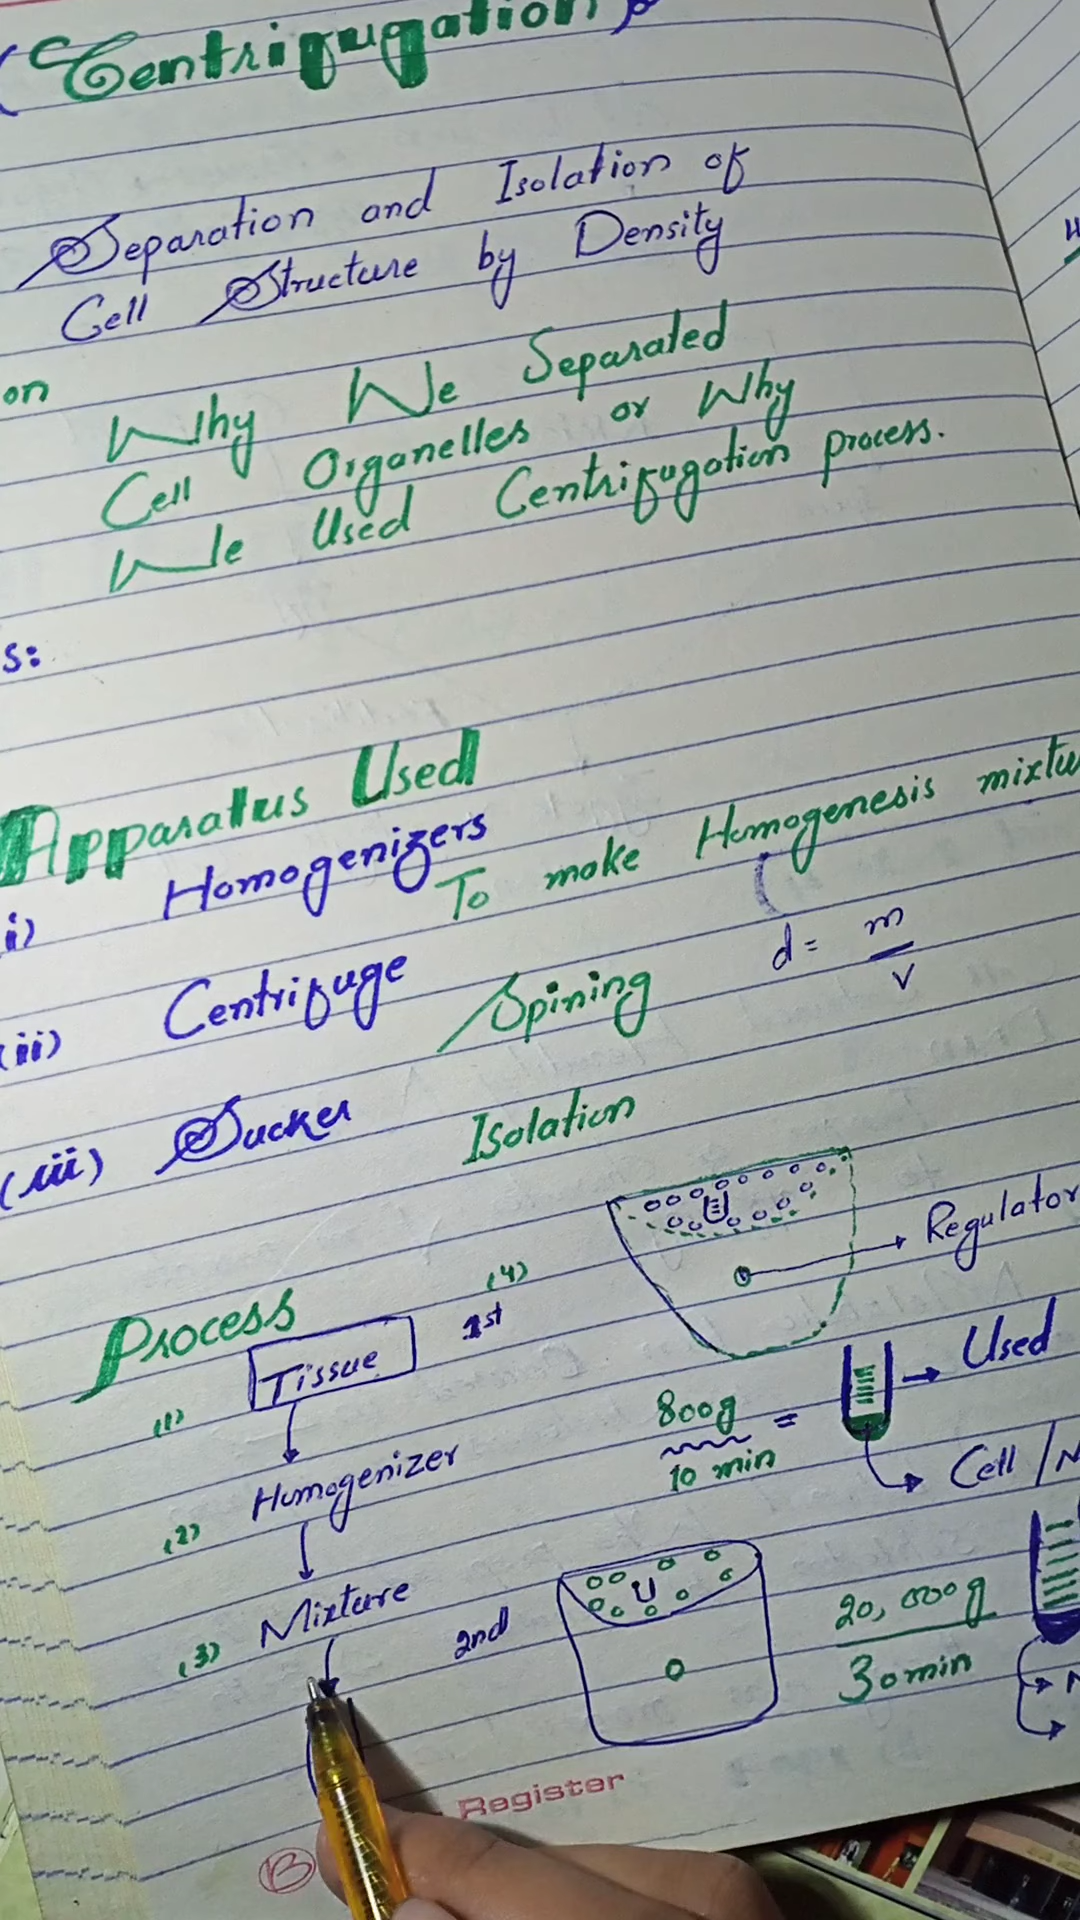 (Centrifugation)
Separation and Isolation of
Cell Structure by Density
on
Why We Separated
Cell Organelles or Why
We Used Centrifugation process.
s:
Apparatus Used
i) Homogenizers
To make Homogenesis mixtu
d = m
v
(ii) Centrifuge Spining
(iii) Sucker Isolation
Process
(4)
1st
Regulator
Tissue
(1)
Used
800g
10 min
=
Cell /N
Homogenizer
(2)
Mixture
(3)
2nd
U
20,000g
30min
N
Register
B